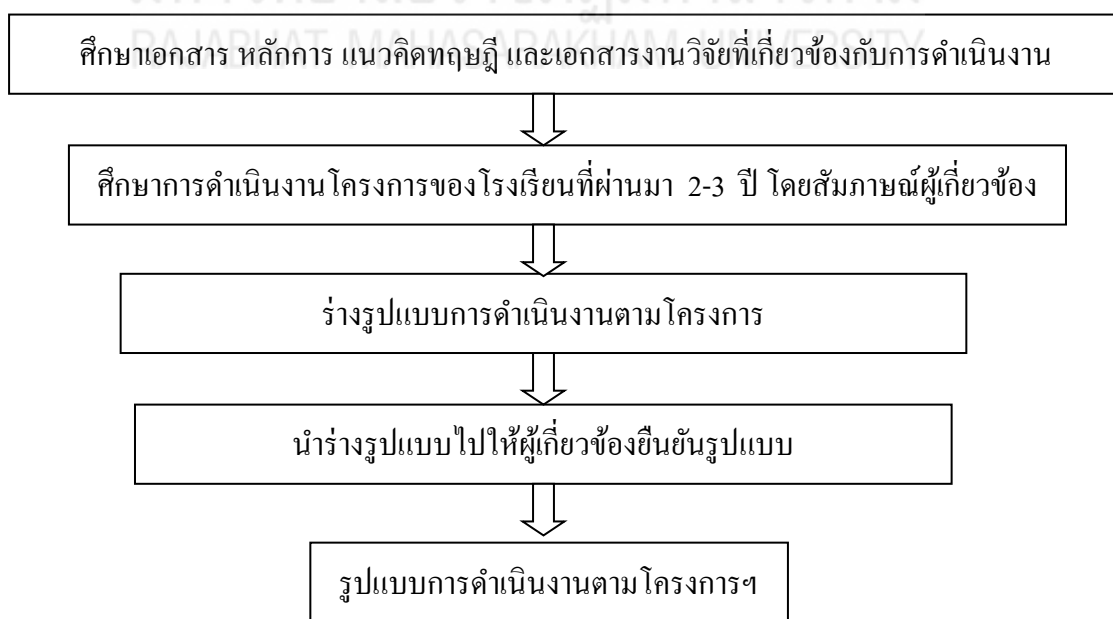 RAJABHAT MAHASARAKHAM UNIVERSITY
ศึกษาเอกสาร หลักการ แนวคิดทฤษฎี และเอกสารงานวิจัยที่เกี่ยวข้องกับการดำเนินงาน
ศึกษาการดำเนินงานโครงการของโรงเรียนที่ผ่านมา 2-3 ปี โดยสัมภาษณ์ผู้เกี่ยวข้อง
ร่างรูปแบบการดำเนินงานตามโครงการ
นำร่างรูปแบบไปให้ผู้เกี่ยวข้องยืนยันรูปแบบ
รูปแบบการดำเนินงานตามโครงการฯ